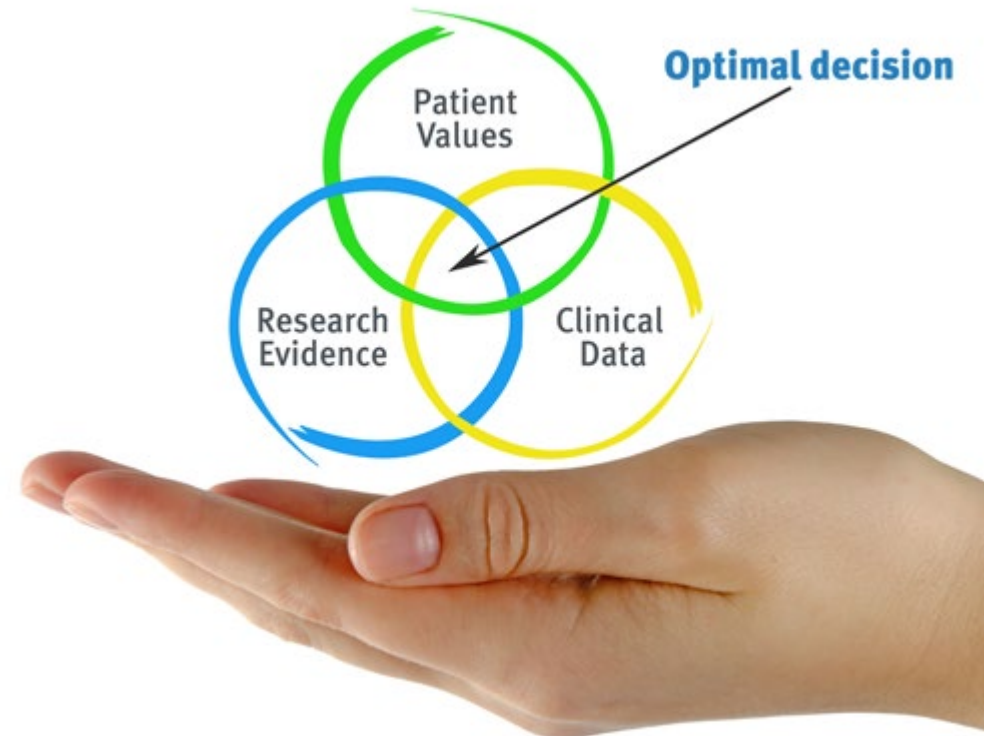 Optimal decision
Patient
Values
Research
Evidence
Clinical
Data